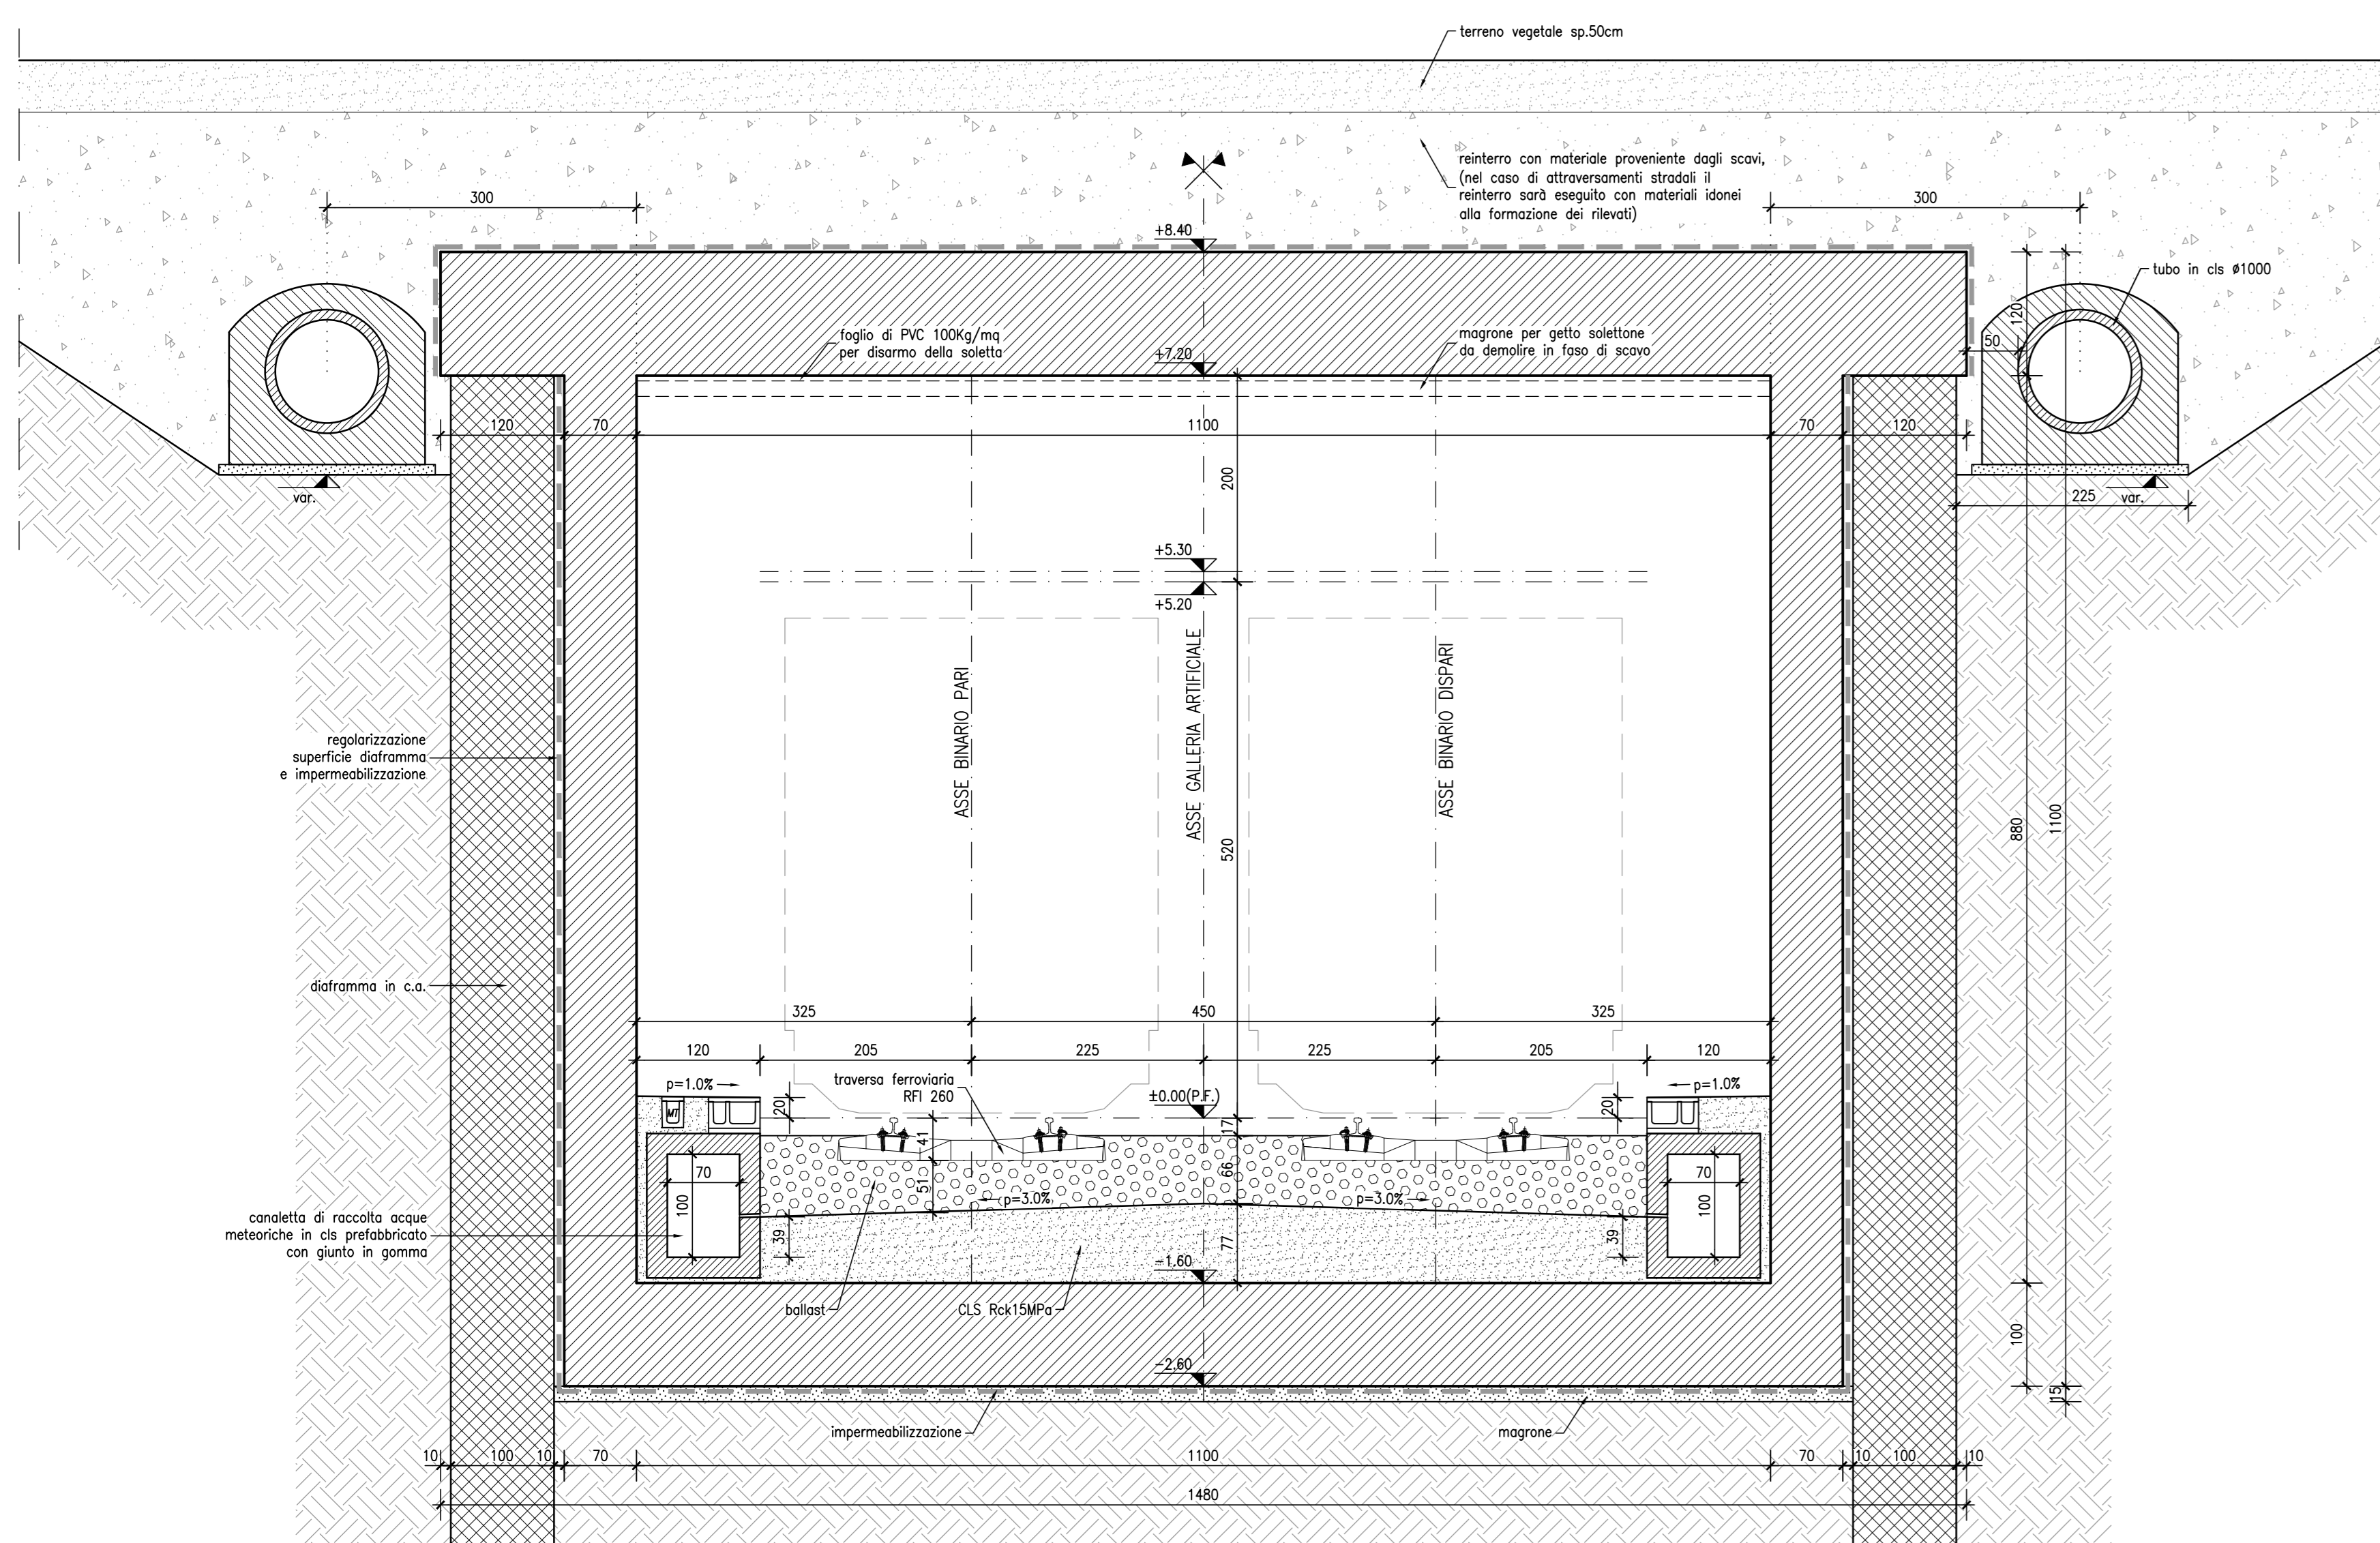 terreno vegetale sp.50cm
reinterro con materiale proveniente dagli scavi,
(nel caso di attraversamenti stradali il
reinterro sarà eseguito con materiali idonei
alla formazione dei rilevati)
300
300
+8.40
tubo in cls Ø1000
120
50
foglio di PVC 100Kg/mq
per disarmo della soletta
+7.20
magrone per getto solettone
da demolire in faso di scavo
120
70
1100
70
120
200
var.
225
var.
+5.30
+5.20
ASSE BINARIO PARI
ASSE GALLERIA ARTIFICIALE
ASSE BINARIO DISPARI
regolarizzazione
superficie diaframma
e impermeabilizzazione
520
880
1100
diaframma in c.a.
325
450
325
120
205
225
225
205
120
p=1.0%
traversa ferroviaria
RFI 260
±0.00(P.F.)
p=1.0%
20
20
MT
41
17
70
100
51
66
p=3.0%
p=3.0%
70
100
canaletta di raccolta acque
meteoriche in cls prefabbricato
con giunto in gomma
39
77
39
-1.60
ballast
CLS Rck15MPa
100
-2.60
15
impermeabilizzazione
magrone
10
100
10
70
1100
70
10
100
10
1480